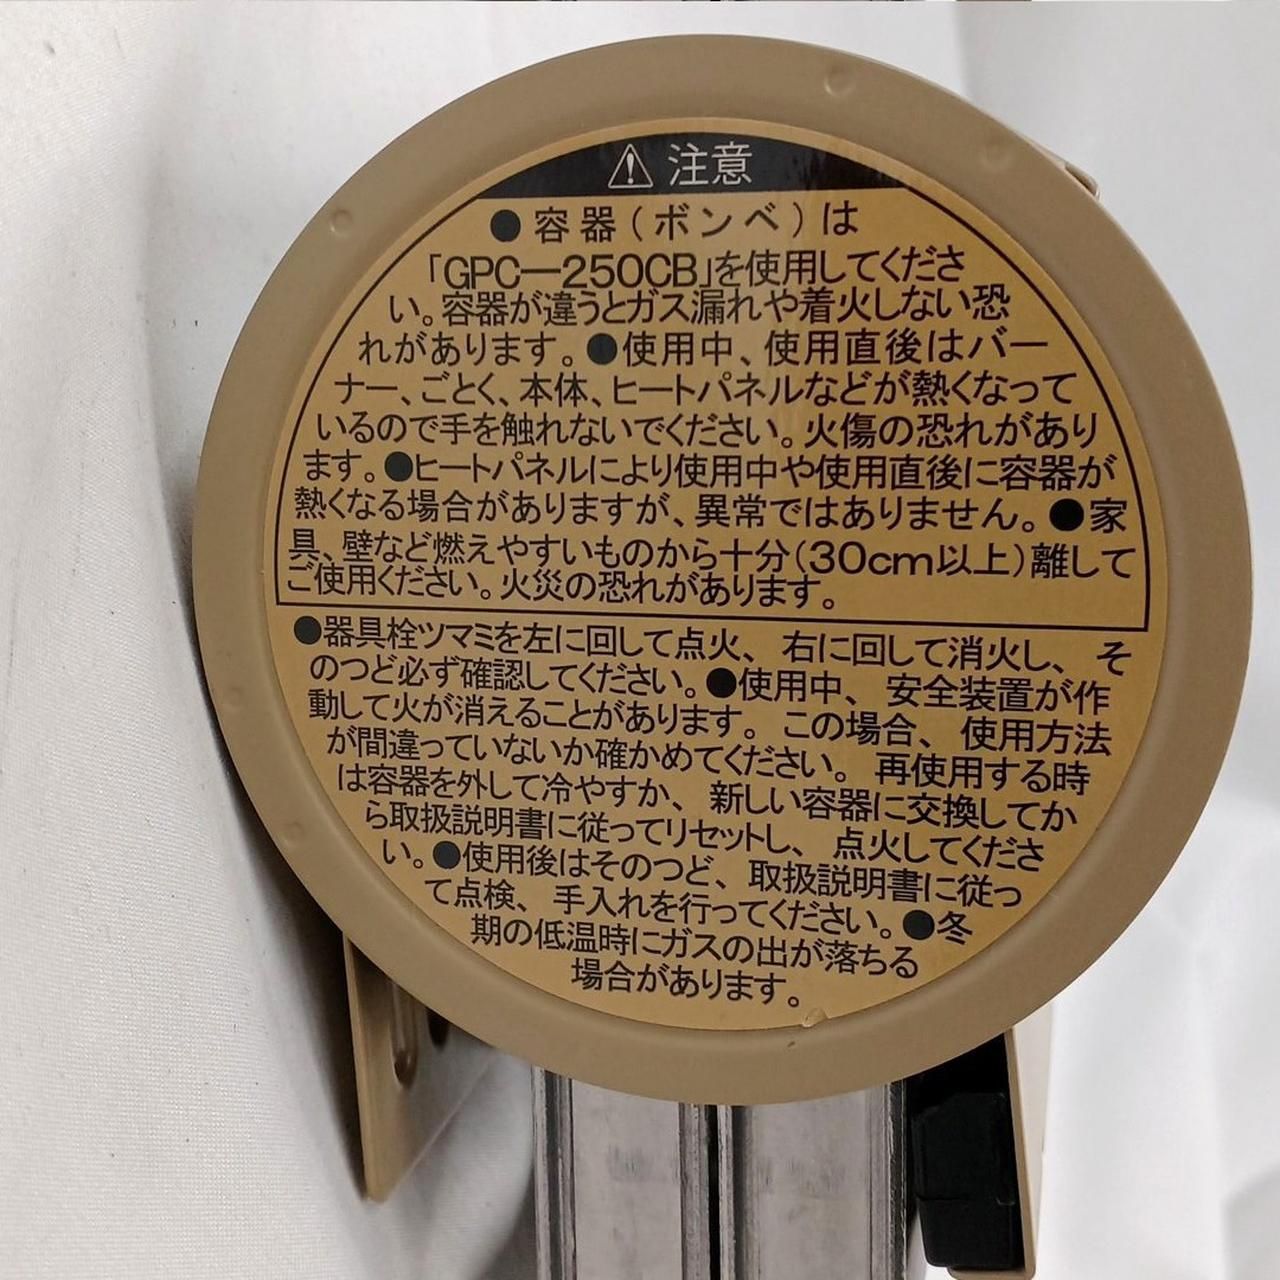 注意
●容器(ボンベ)は
「GPC-250CB」を使用してくださ
い。容器が違うとガス漏れや着火しない恐
れがあります。●使用中、使用直後はバー
ナー、ごとく、本体、ヒートパネルなどが熱くなって
いるので手を触れないでください。火傷の恐れがあり
ます。●ヒートパネルにより使用中や使用直後に容器が
熱くなる場合がありますが、異常ではありません。●家
具、壁など燃えやすいものから十分(30cm以上)離して
ご使用ください。火災の恐れがあります。
●器具栓ツマミを左に回して点火、右に回して消火し、そ
のつど必ず確認してください。●使用中、安全装置が作
動して火が消えることがあります。この場合、使用方法
が間違っていないか確かめてください。再使用する時
は容器を外して冷やすか、新しい容器に交換してか
ら取扱説明書に従ってリセットし、点火してくださ
い。●使用後はそのつど、取扱説明書に従っ
て点検、手入れを行ってください。●冬
期の低温時にガスの出が落ちる
場合があります。